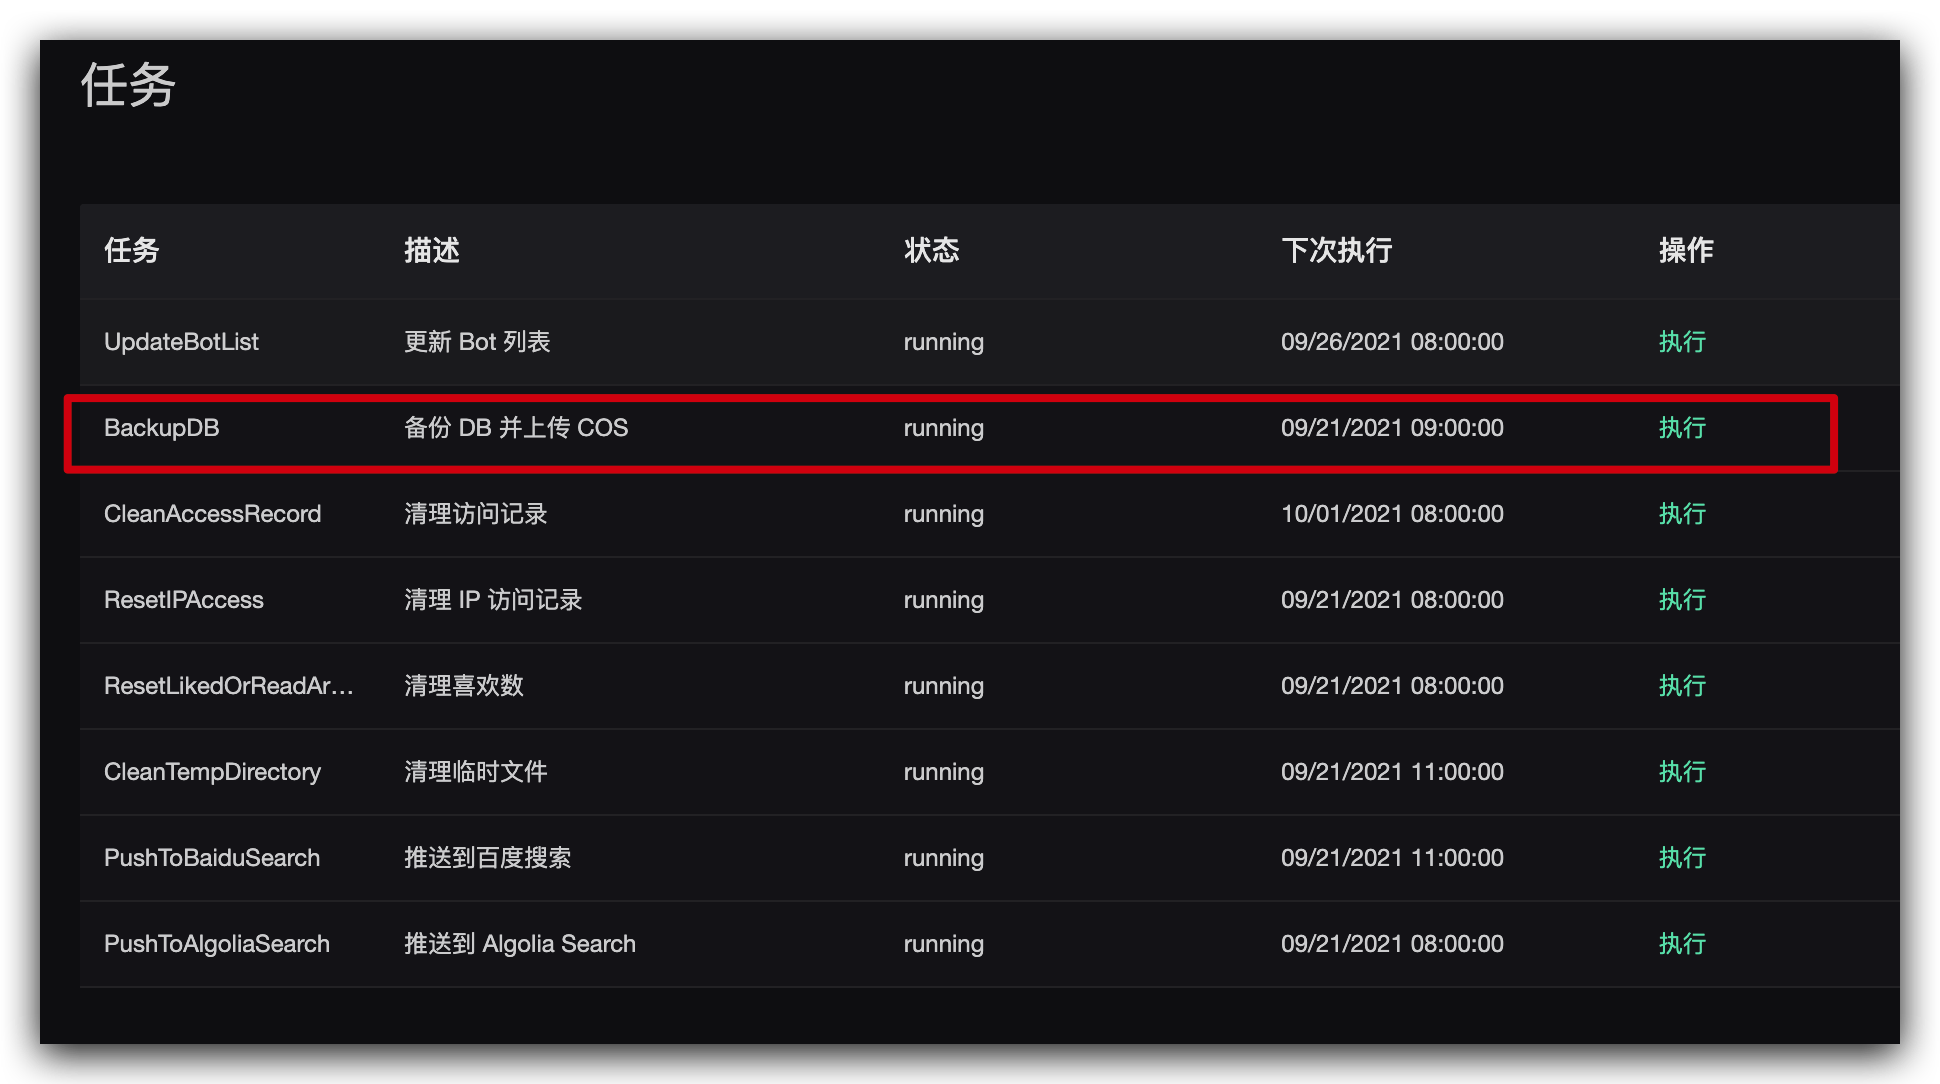 任务
任务 描述 状态 下次执行 操作
UpdateBotList 更新 Bot 列表 running 09/26/2021 08:00:00 执行
BackupDB 备份 DB 并上传 COS running 09/21/2021 09:00:00 执行
CleanAccessRecord 清理访问记录 running 10/01/2021 08:00:00 执行
ResetIPAccess 清理 IP 访问记录 running 09/21/2021 08:00:00 执行
ResetLikedOrReadAr... 清理喜欢数 running 09/21/2021 08:00:00 执行
CleanTempDirectory 清理临时文件 running 09/21/2021 11:00:00 执行
PushToBaiduSearch 推送到百度搜索 running 09/21/2021 11:00:00 执行
PushToAlgoliaSearch 推送到 Algolia Search running 09/21/2021 08:00:00 执行